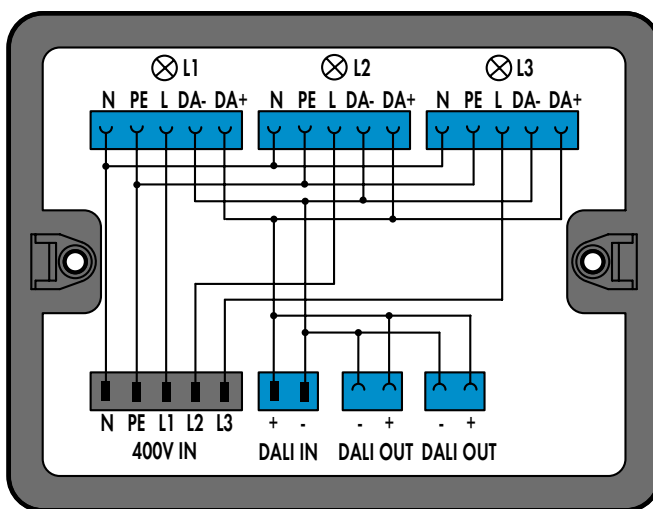 L1 L2 L3
N PE L DA- DA+ N PE L DA- DA+ N PE L DA- DA+
N PE L1 L2 L3 + - - + - +
400V IN DALI IN DALI OUT DALI OUT